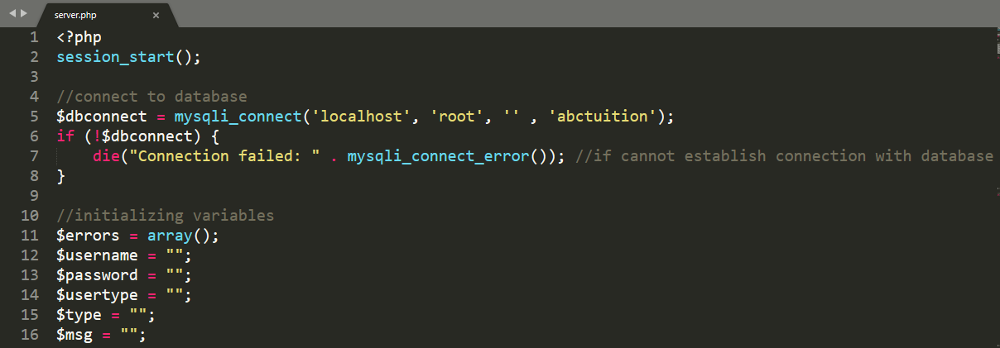 server.php ×
1 <?php
2 session_start();
3
4 //connect to database
5 $dbconnect = mysqli_connect('localhost', 'root', '' , 'abctuition');
6 if (!$dbconnect) {
7     die("Connection failed: " . mysqli_connect_error()); //if cannot establish connection with database
8 }
9
10 //initializing variables
11 $errors = array();
12 $username = "";
13 $password = "";
14 $usertype = "";
15 $type = "";
16 $msg = "";